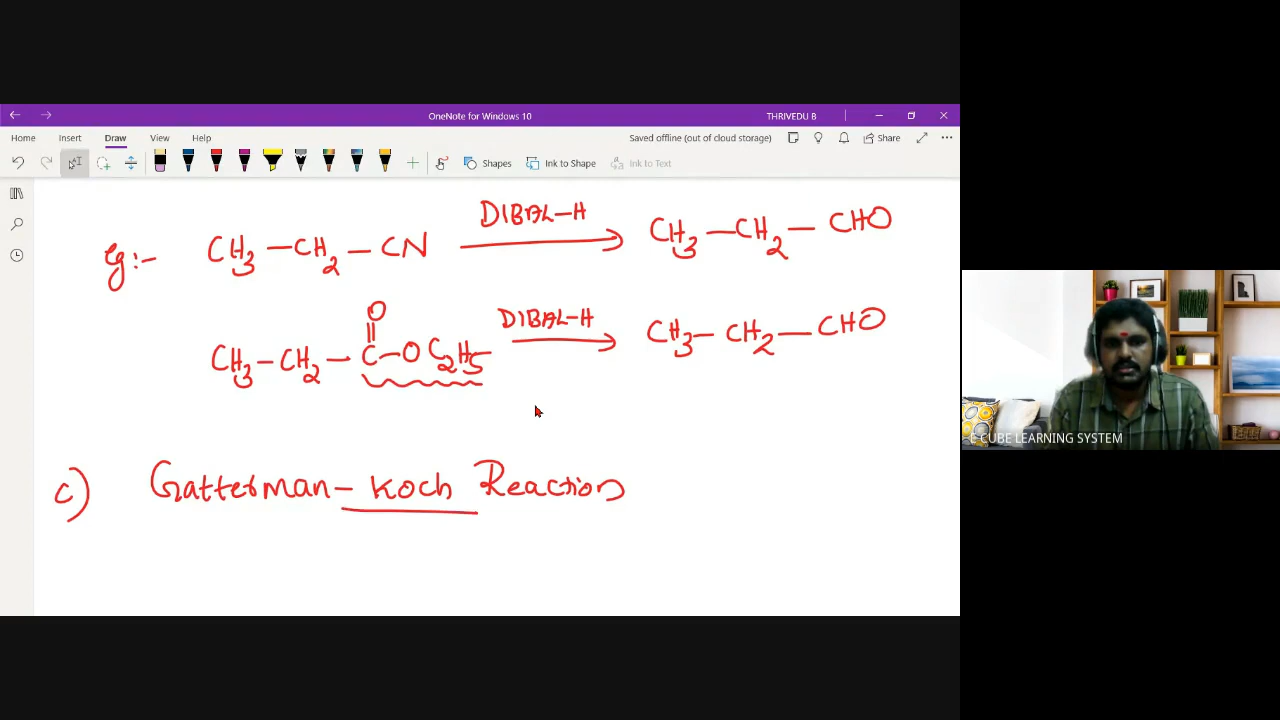 OneNote for Windows 10
THRIVEDU B
Home Insert Draw View Help
Saved offline (out of cloud storage)
Share
Shapes
Ink to Shape
Ink to Text
Eg:- CH3-CH2-CN DIBAL-H CH3-CH2-CHO
O
CH3-CH2-C-OC2H5 DIBAL-H CH3-CH2-CHO
c) Gatterman-Koch Reaction
E CUBE LEARNING SYSTEM